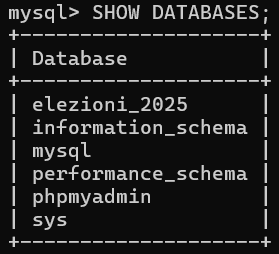 mysql> SHOW DATABASES;
+--------------------+
| Database           |
+--------------------+
| elezioni_2025      |
| information_schema |
| mysql              |
| performance_schema |
| phpmyadmin         |
| sys                |
+--------------------+